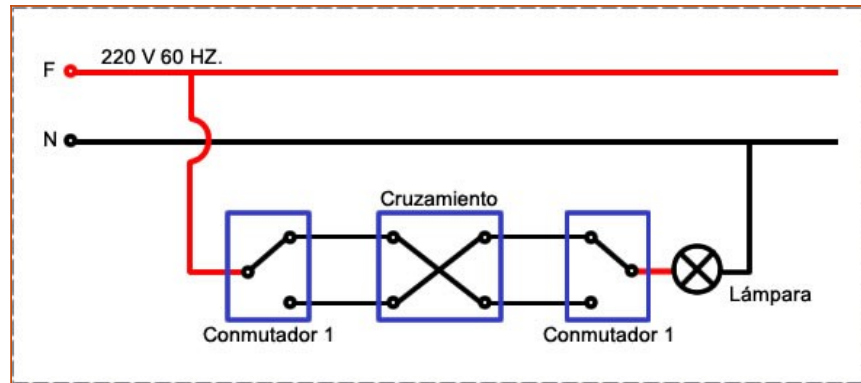 220 V 60 HZ.
F
N
Cruzamiento
Lámpara
Conmutador 1
Conmutador 1